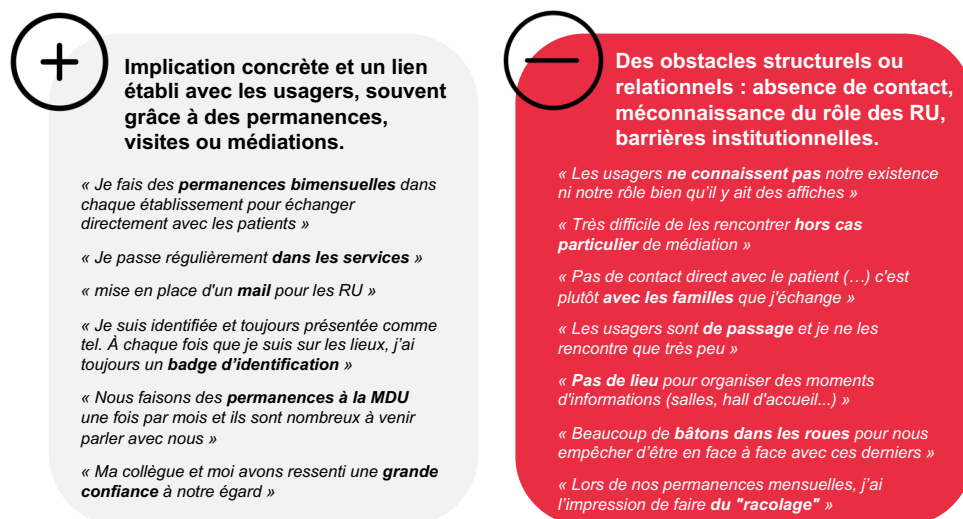 Implication concrète et un lien
établi avec les usagers, souvent
grâce à des permanences,
visites ou médiations.
« Je fais des permanences bimensuelles dans
chaque établissement pour échanger
directement avec les patients »
« Je passe régulièrement dans les services »
« mise en place d'un mail pour les RU »
« Je suis identifiée et toujours présentée comme
tel. À chaque fois que je suis sur les lieux, j’ai
toujours un badge d’identification »
« Nous faisons des permanences à la MDU
une fois par mois et ils sont nombreux à venir
parler avec nous »
« Ma collègue et moi avons ressenti une grande
confiance à notre égard »
Des obstacles structurels ou
relationnels : absence de contact,
méconnaissance du rôle des RU,
barrières institutionnelles.
« Les usagers ne connaissent pas notre existence
ni notre rôle bien qu’il y ait des affiches »
« Très difficile de les rencontrer hors cas
particulier de médiation »
« Pas de contact direct avec le patient (…) c'est
plutôt avec les familles que j'échange »
« Les usagers sont de passage et je ne les
rencontre que très peu »
« Pas de lieu pour organiser des moments
d'informations (salles, hall d'accueil...) »
« Beaucoup de bâtons dans les roues pour nous
empêcher d’être en face à face avec ces derniers »
« Lors de nos permanences mensuelles, j’ai
l’impression de faire du "racolage" »